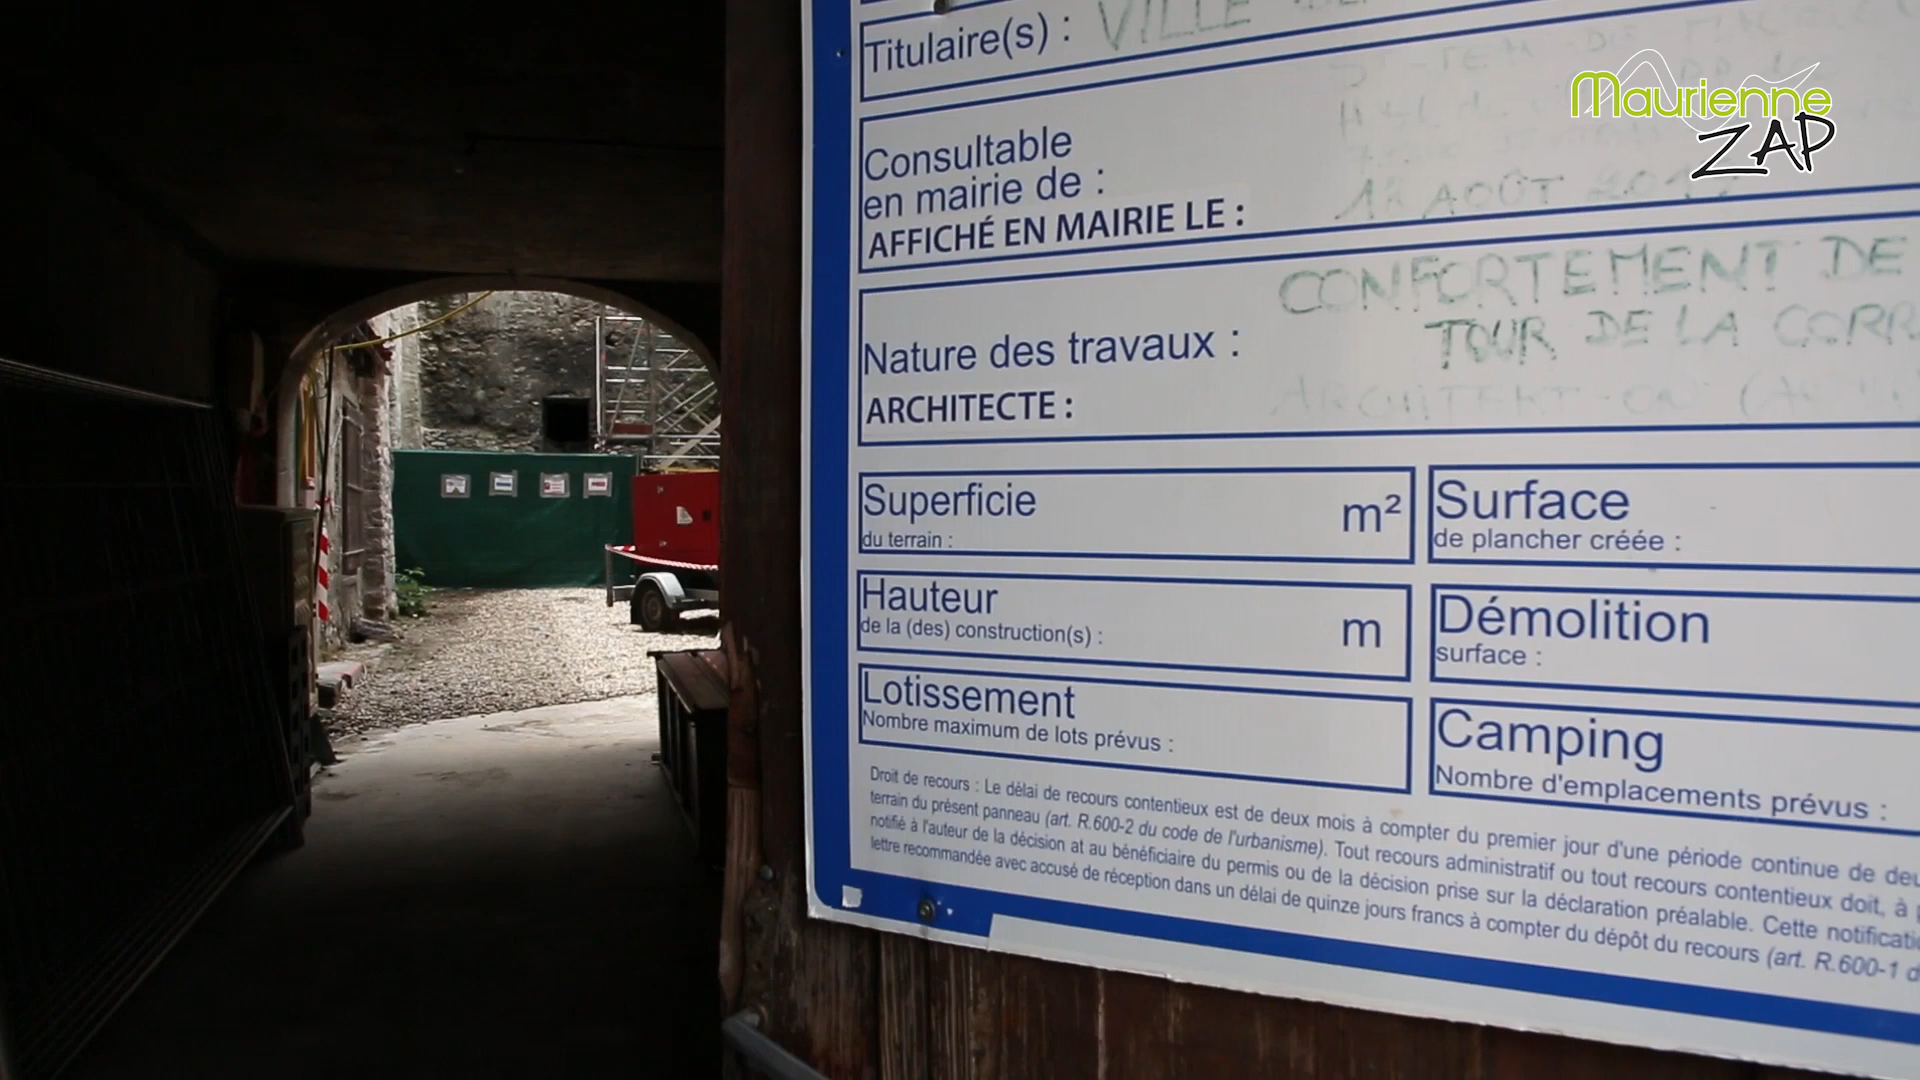 Titulaire(s) : VILLE
Maurienne
ZAP
Consultable
en mairie de :
AFFICHÉ EN MAIRIE LE : AOÛT
Nature des travaux : CONFORTEMENT DE
TOUR DE LA CORR
ARCHITECTE :
Superficie
du terrain : m²
Surface
de plancher créée :
Hauteur
de la (des) construction(s) : m
Démolition
surface :
Lotissement
Nombre maximum de lots prévus :
Camping
Nombre d'emplacements prévus :
Droit de recours : Le délai de recours contentieux est de deux mois à compter du premier jour d'une période continue de deu
terrain du présent panneau (art. R.600-2 du code de l'urbanisme). Tout recours administratif ou tout recours contentieux doit, à
notifié à l'auteur de la décision at au bénéficiaire du permis ou de la décision prise sur la déclaration préalable. Cette notificati
lettre recommandée avec accusé de réception dans un délai de quinze jours francs à compter du dépôt du recours (art. R.600-1 d